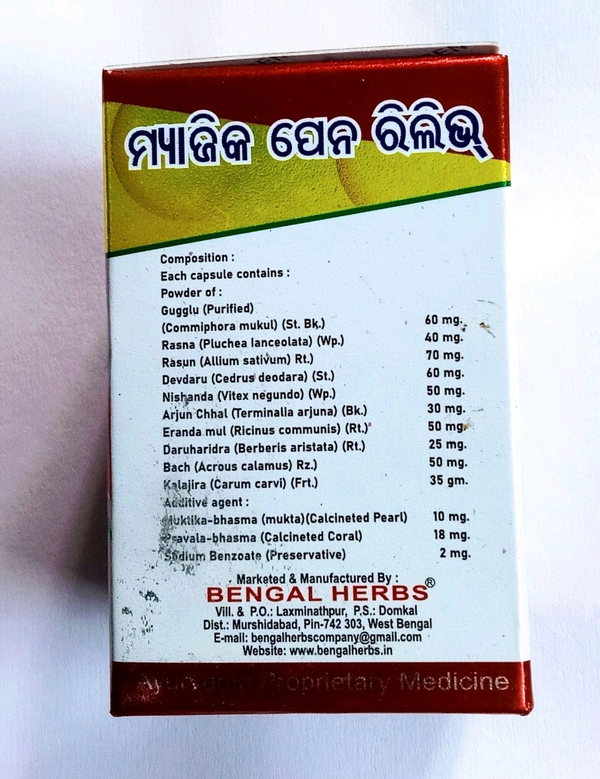 ମ୍ୟାଜିକ ପେନ ରିଲିଭ୍
Composition :
Each capsule contains :
Powder of :
Gugglu (Purified)
(Commiphora mukul) (St. Bk.) 60 mg.
Rasna (Pluchea lanceolata) (Wp.) 40 mg.
Rasun (Allium sativum) Rt.) 70 mg.
Devdaru (Cedrus deodara) (St.) 60 mg.
Nishanda (Vitex negundo) (Wp.) 50 mg.
Arjun Chhal (Terminalia arjuna) (Bk.) 30 mg.
Eranda mul (Ricinus communis) (Rt.) 50 mg.
Daruharidra (Berberis aristata) (Rt.) 25 mg.
Bach (Acrous calamus) Rz.) 50 mg.
Kalajira (Carum carvi) (Frt.) 35 gm.
Additive agent :
Muktika-bhasma (mukta)(Calcineted Pearl) 10 mg.
Pravala-bhasma (Calcineted Coral) 18 mg.
Sodium Benzoate (Preservative) 2 mg.
Marketed & Manufactured By :
BENGAL HERBS®
Vill. & P.O.: Laxminathpur, P.S.: Domkal
Dist.: Murshidabad, Pin-742 303, West Bengal
E-mail: bengalherbscompany@gmail.com
Website: www.bengalherbs.in
Ayurvedic Proprietary Medicine